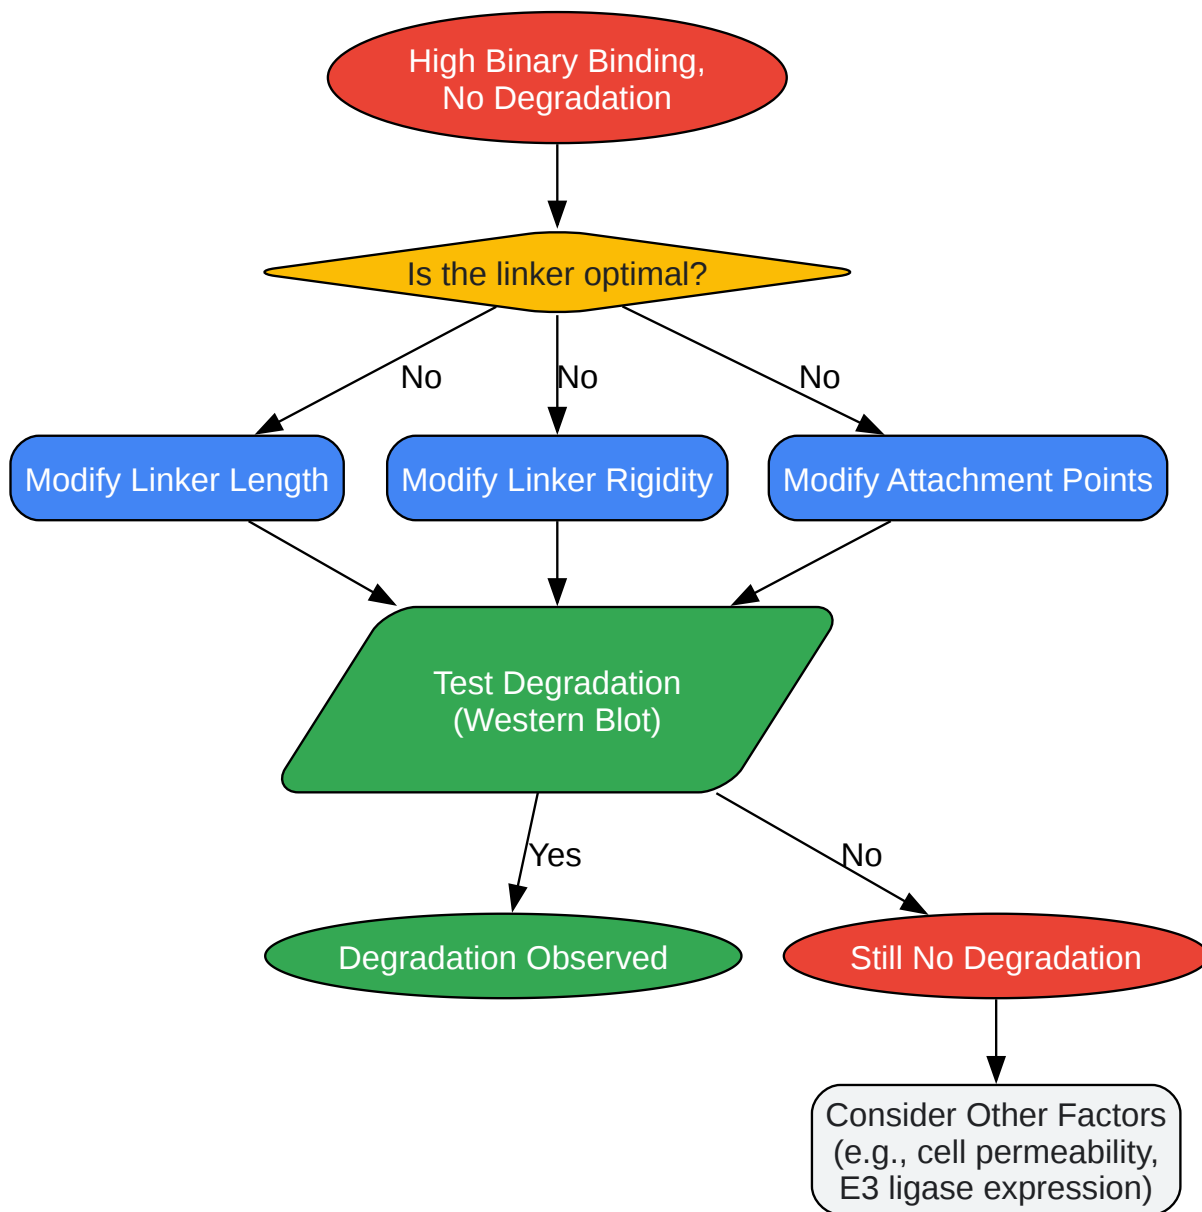 High Binary Binding,
No Degradation
Is the linker optimal?
No
No
No
Modify Linker Length
Modify Linker Rigidity
Modify Attachment Points
Test Degradation
(Western Blot)
Yes
No
Degradation Observed
Still No Degradation
Consider Other Factors
(e.g., cell permeability,
E3 ligase expression)